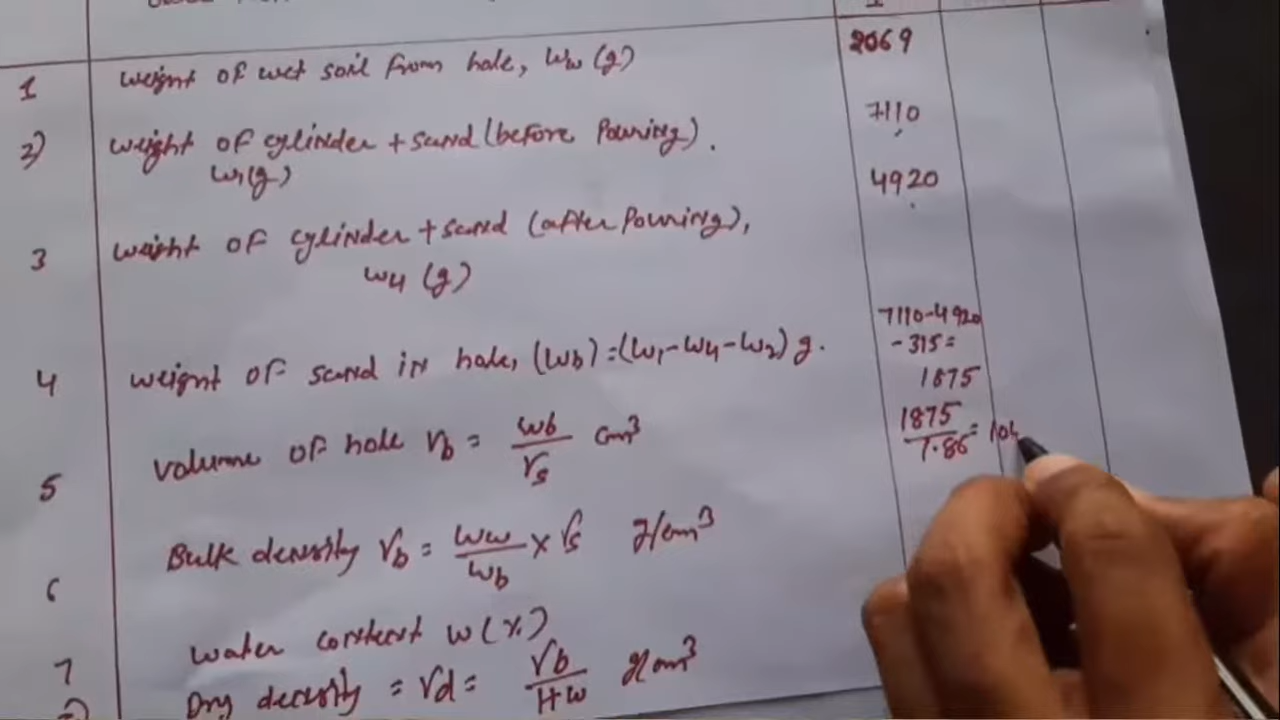 1 weight of wet soil from hole, Ww (g) 2069
2) weight of cylinder + sand (before Pouring). 7110
W1(g)
3 weight of cylinder + sand (after Pouring), 4920
W4 (g)
4 weight of sand in hole, (Wb) = (W1-W4-W2) g. 7110-4920
-315=
1875
5 volume of hole Vb = Wb/γs cm³ 1875/1.86 = 10
6 Bulk density γb = Ww/Wb × γs g/cm³
7 water content w (%)
Dry density = γd = γb/1+w g/cm³